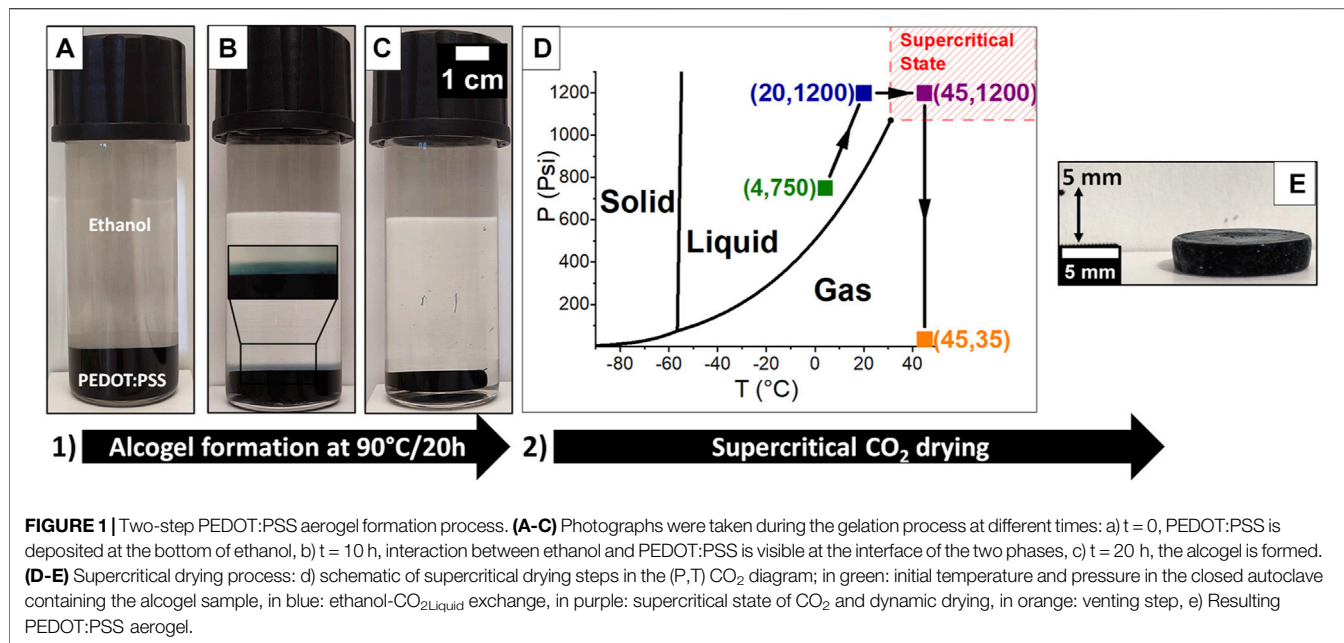 A
B
C
1 cm
Ethanol
PEDOT:PSS
D
Supercritical
State
1200
1000
800
600
400
200
P (Psi)
(20,1200)
(45,1200)
(4,750)
Solid
Liquid
Gas
(45,35)
-80 -60 -40 -20 0 20 40
T (°C)
5 mm
E
5 mm
1) Alcogel formation at 90°C/20h
2) Supercritical CO₂ drying
FIGURE 1 | Two-step PEDOT:PSS aerogel formation process. (A-C) Photographs were taken during the gelation process at different times: a) t = 0, PEDOT:PSS is
deposited at the bottom of ethanol, b) t = 10 h, interaction between ethanol and PEDOT:PSS is visible at the interface of the two phases, c) t = 20 h, the alcogel is formed.
(D-E) Supercritical drying process: d) schematic of supercritical drying steps in the (P,T) CO₂ diagram; in green: initial temperature and pressure in the closed autoclave
containing the alcogel sample, in blue: ethanol-CO₂Liquid exchange, in purple: supercritical state of CO₂ and dynamic drying, in orange: venting step, e) Resulting
PEDOT:PSS aerogel.